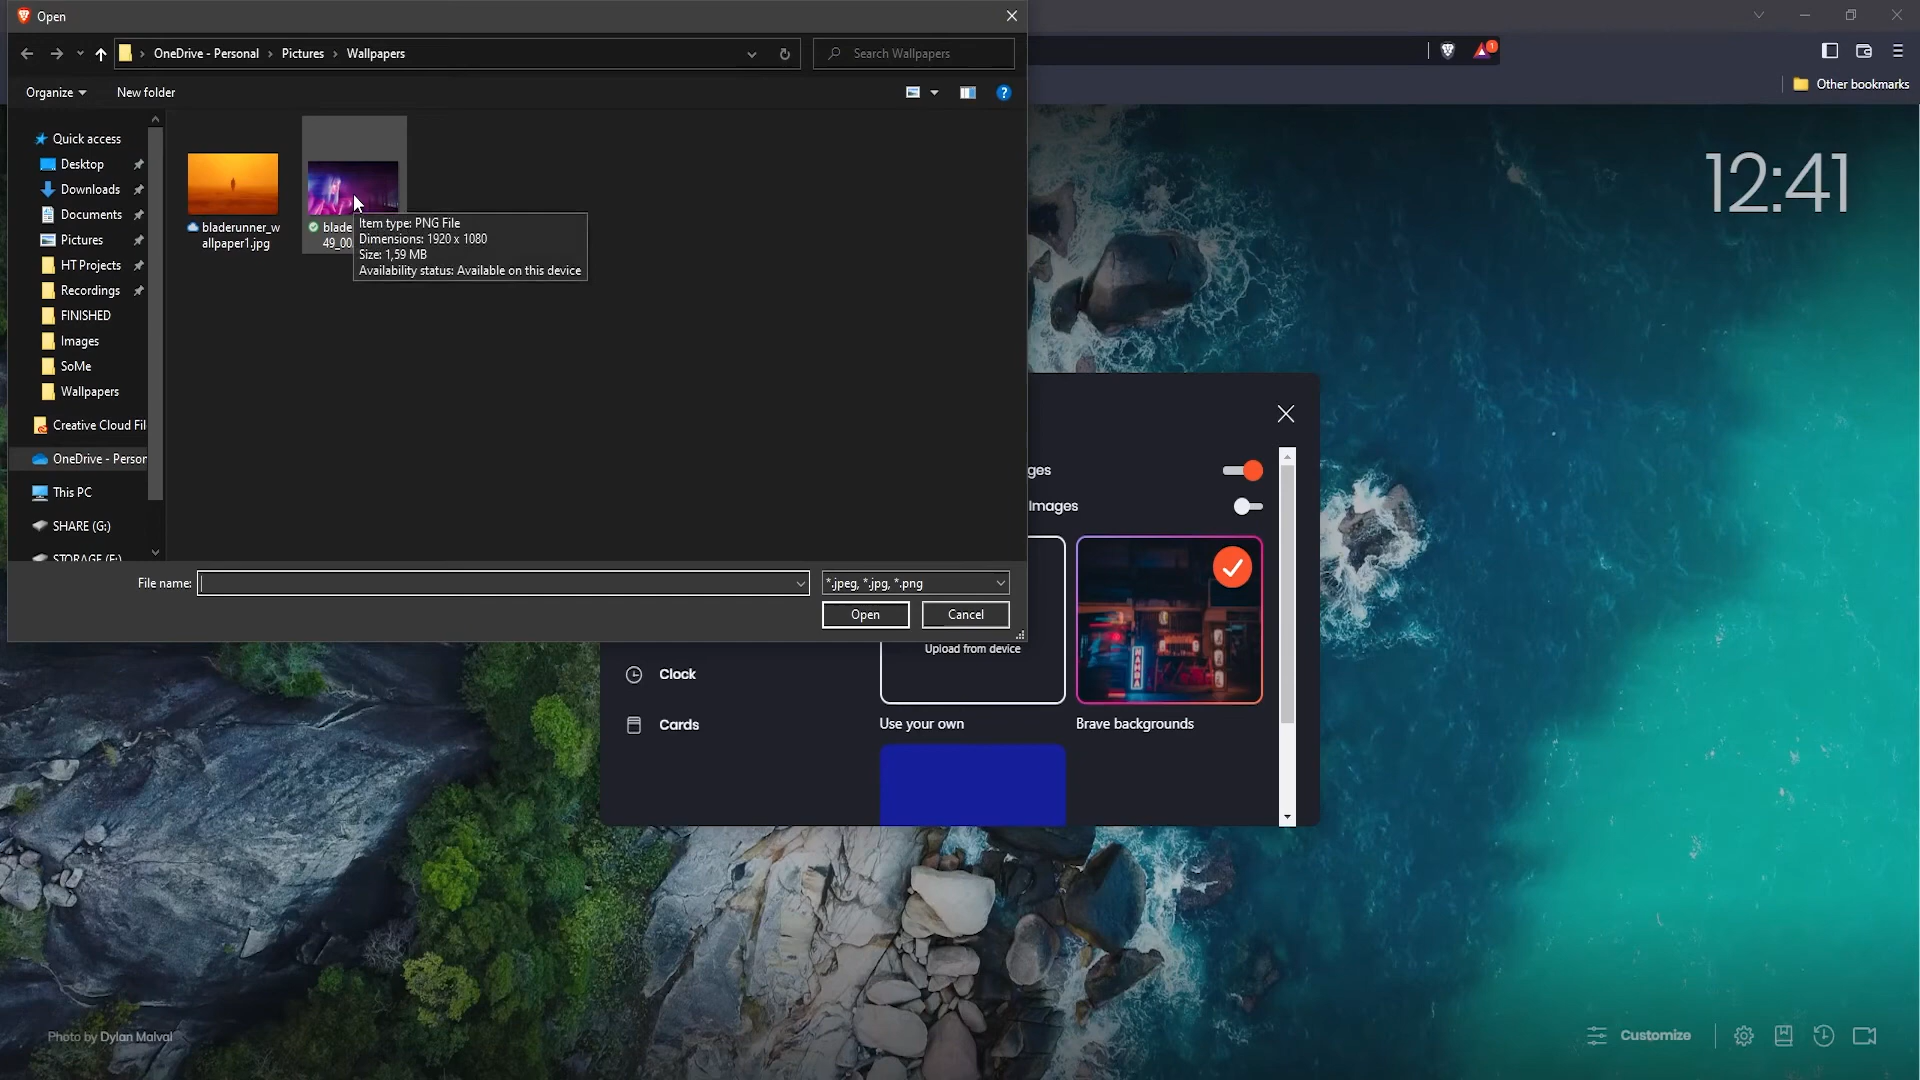 Open
OneDrive - Personal
Pictures
Wallpapers
Search Wallpapers
Organize
New folder
?
1
Other bookmarks
Quick access
Desktop
Downloads
Documents
Pictures
HT Projects
Recordings
FINISHED
Images
SoMe
Wallpapers
Creative Cloud Fil
OneDrive - Person
This PC
SHARE (G:)
STORAGE (F:)
bladerunner_w
allpaper1.jpg
blade
49_00
Item type: PNG File
Dimensions: 1920 x 1080
Size: 1,59 MB
Availability status: Available on this device
File name:
*.jpeg, *.jpg, *.png
Open
Cancel
12:41
ges
Images
Upload from device
Use your own
Brave backgrounds
Clock
Cards
Photo by Dylan Malval
Customize